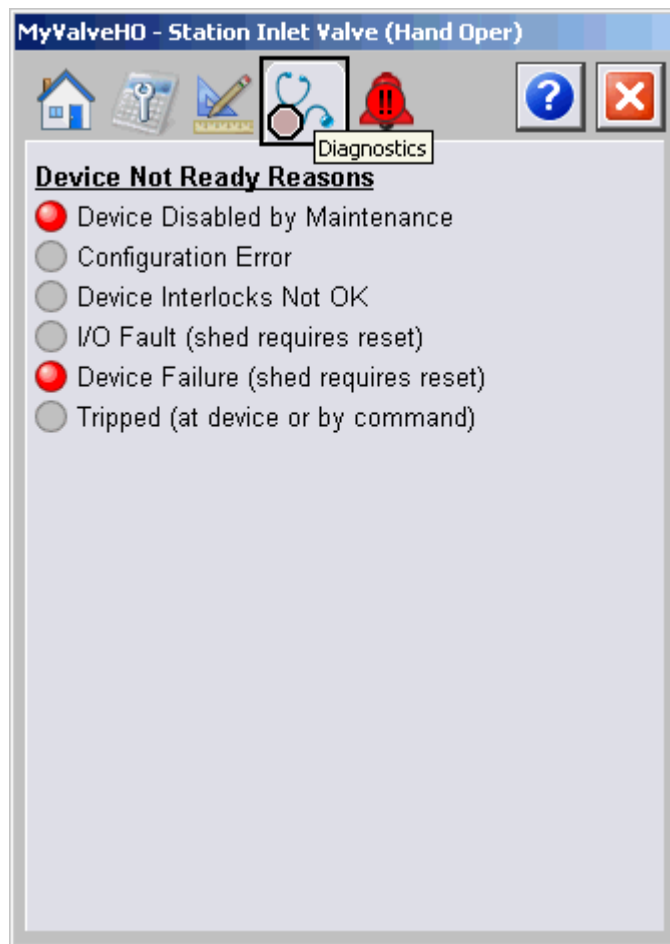 MyValveHO - Station Inlet Valve (Hand Oper)
!!
?
Diagnostics
Device Not Ready Reasons
Device Disabled by Maintenance
Configuration Error
Device Interlocks Not OK
I/O Fault (shed requires reset)
Device Failure (shed requires reset)
Tripped (at device or by command)